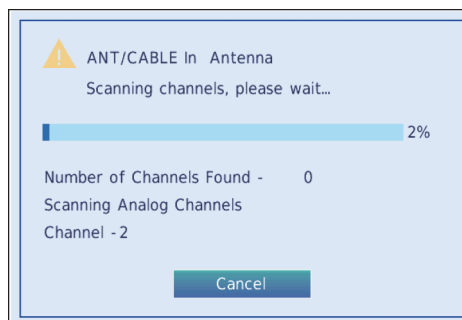 ANT/CABLE In Antenna
Scanning channels, please wait...
2%
Number of Channels Found - 0
Scanning Analog Channels
Channel - 2
Cancel